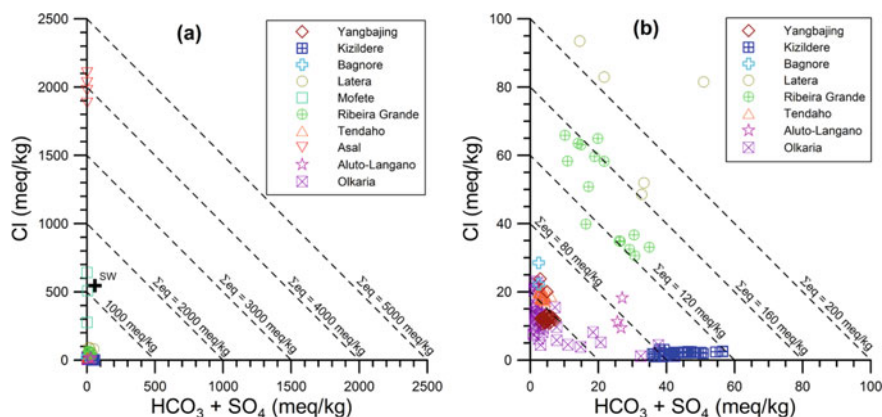 2500
2000
1500
1000
500
0
Cl (meq/kg)
(a)
Yangbajing
Kizildere
Bagnore
Latera
Mofete
Ribeira Grande
Tendaho
Asal
Aluto-Langano
Olkaria
SW
1000 meq/kg
Σeq = 2000 meq/kg
Σeq = 3000 meq/kg
Σeq = 4000 meq/kg
Σeq = 5000 meq/kg
0 500 1000 1500 2000 2500
HCO3 + SO4 (meq/kg)
100
80
60
40
20
0
Cl (meq/kg)
(b)
Yangbajing
Kizildere
Bagnore
Latera
Ribeira Grande
Tendaho
Aluto-Langano
Olkaria
Σeq = 80 meq/kg
Σeq = 120 meq/kg
Σeq = 160 meq/kg
Σeq = 200 meq/kg
0 20 40 60 80 100
HCO3 + SO4 (meq/kg)